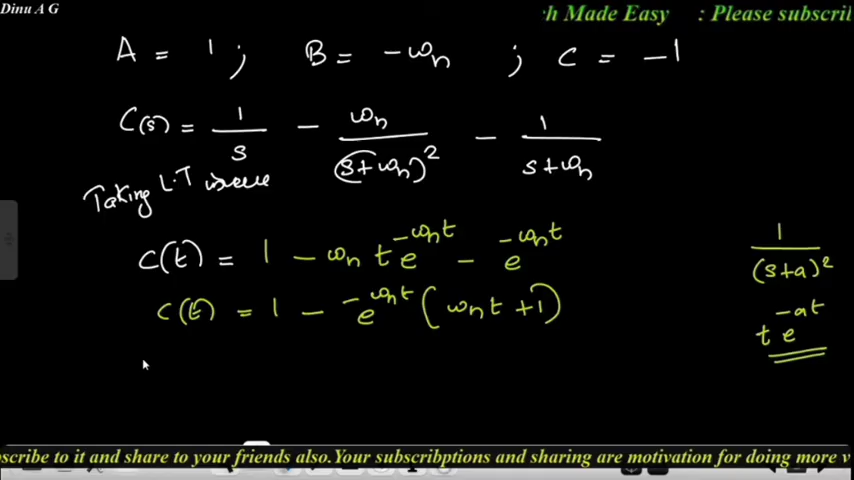 Dinu A G
ch Made Easy : Please subscri
A = 1 ; B = -ωn ; C = -1
C(s) = 1/s - ωn/(s+ωn)² - 1/(s+ωn)
Taking L.T inverse
c(t) = 1 - ωn t e^(-ωnt) - e^(-ωnt)
c(t) = 1 - e^(-ωnt) (ωnt + 1)
1/(s+a)²
t e^(-at)
scribe to it and share to your friends also.Your subscribptions and sharing are motivation for doing more v